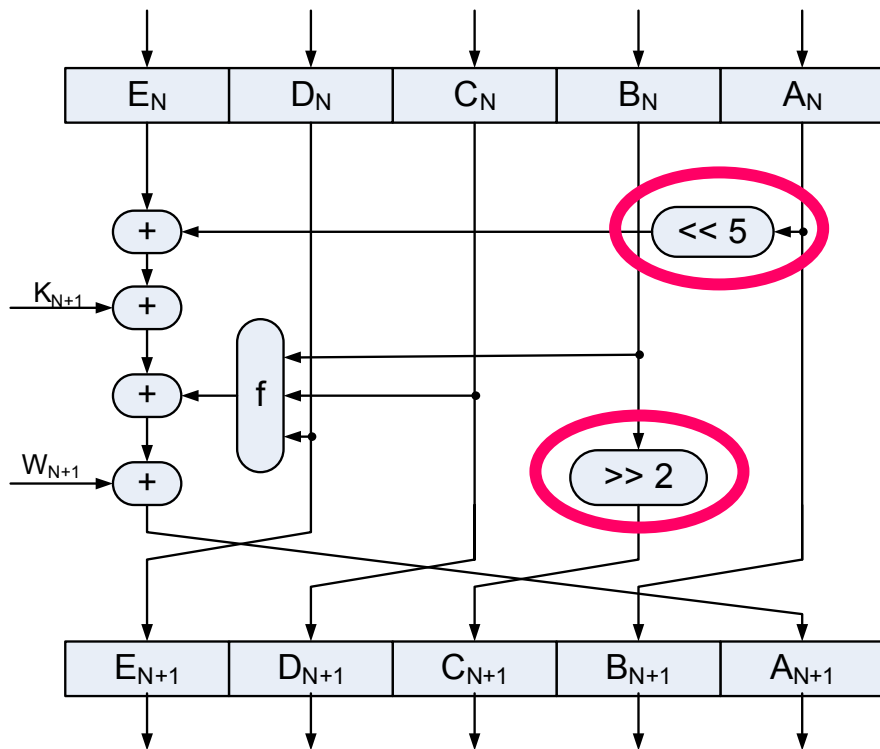 E_N D_N C_N B_N A_N
+ << 5
K_N+1 +
+ f
W_N+1 + >> 2
E_N+1 D_N+1 C_N+1 B_N+1 A_N+1